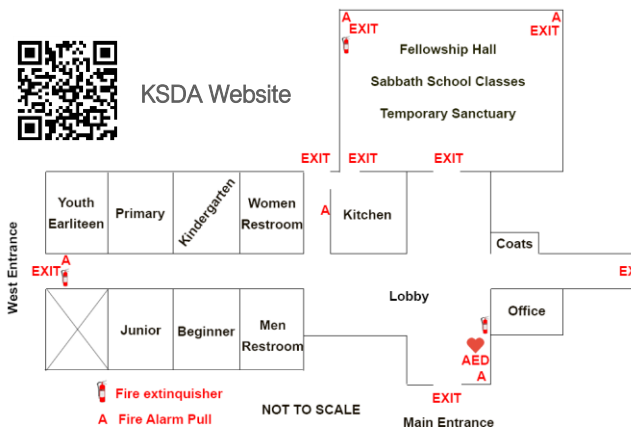 KSDA Website
A
EXIT
A
EXIT
Fellowship Hall
Sabbath School Classes
Temporary Sanctuary
EXIT
EXIT
EXIT
Youth
Earliteen
Primary
Kindergarten
Women
Restroom
A
Kitchen
Coats
West Entrance
A
EXIT
EX
Lobby
Office
Junior
Beginner
Men
Restroom
AED
A
EXIT
Fire extinguisher
A Fire Alarm Pull
NOT TO SCALE
Main Entrance